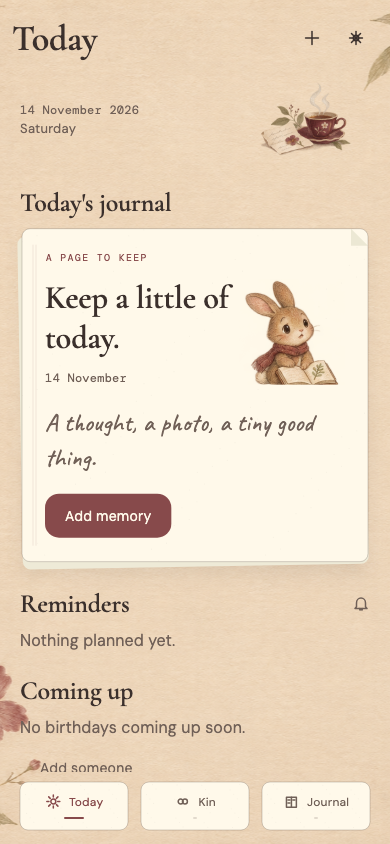 Today
14 November 2026
Saturday
Today's journal
A PAGE TO KEEP
Keep a little of
today.
14 November
A thought, a photo, a tiny good
thing.
Add memory
Reminders
Nothing planned yet.
Coming up
No birthdays coming up soon.
Add someone
Today
Kin
Journal